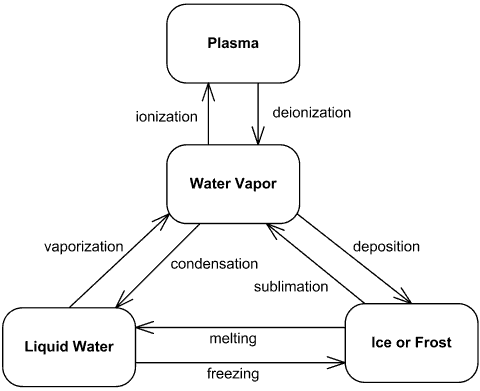 Plasma
ionization
deionization
Water Vapor
vaporization
condensation
deposition
sublimation
Liquid Water
melting
freezing
Ice or Frost